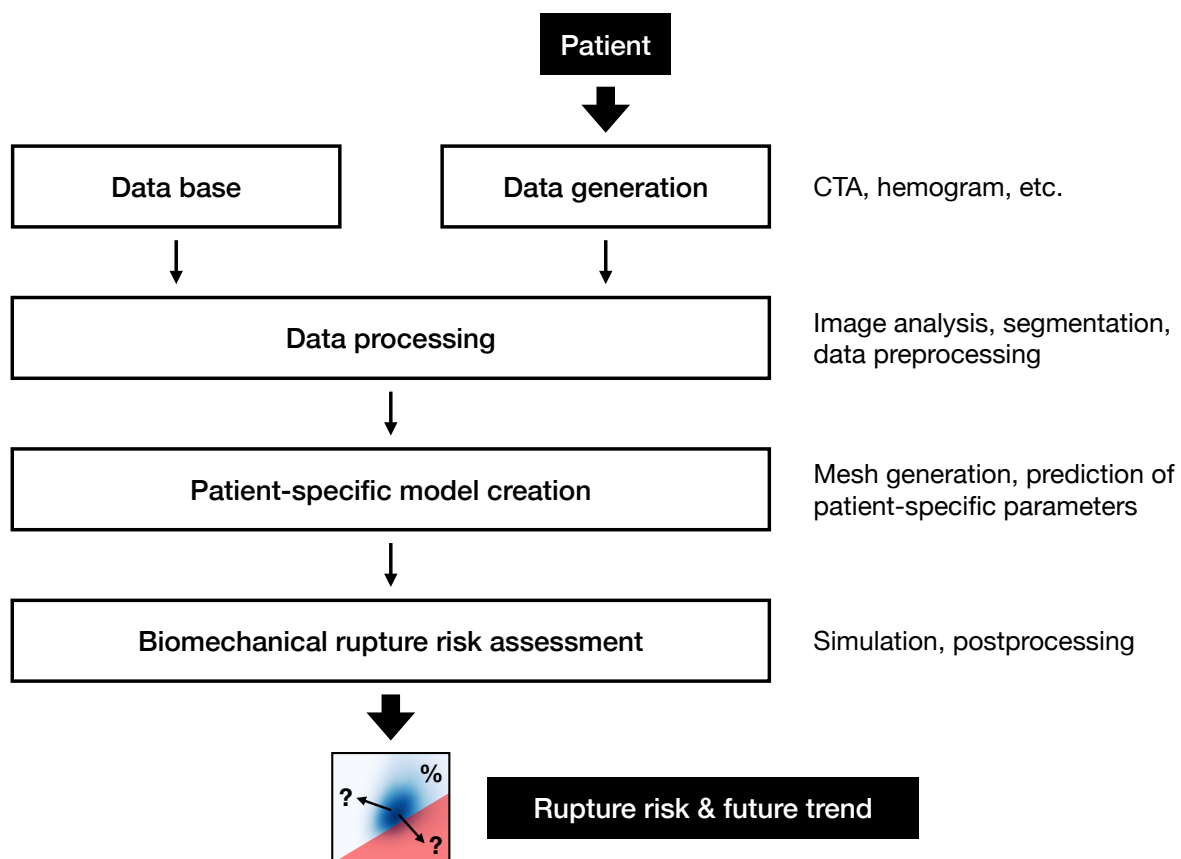 Patient
Data base
Data generation
CTA, hemogram, etc.
Data processing
Image analysis, segmentation,
data preprocessing
Patient-specific model creation
Mesh generation, prediction of
patient-specific parameters
Biomechanical rupture risk assessment
Simulation, postprocessing
%
?
?
Rupture risk & future trend